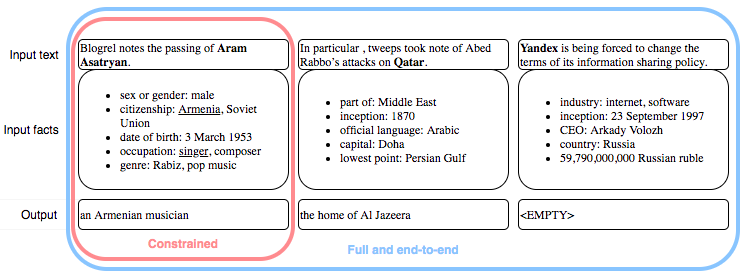 Input text
Blogrel notes the passing of Aram
Asatryan.
In particular , tweeps took note of Abed
Rabbo's attacks on Qatar.
Yandex is being forced to change the
terms of its information sharing policy.
Input facts
• sex or gender: male
• citizenship: Armenia, Soviet
Union
• date of birth: 3 March 1953
• occupation: singer, composer
• genre: Rabiz, pop music
• part of: Middle East
• inception: 1870
• official language: Arabic
• capital: Doha
• lowest point: Persian Gulf
• industry: internet, software
• inception: 23 September 1997
• CEO: Arkady Volozh
• country: Russia
• 59,790,000,000 Russian ruble
Output
an Armenian musician
the home of Al Jazeera
<EMPTY>
Constrained
Full and end-to-end